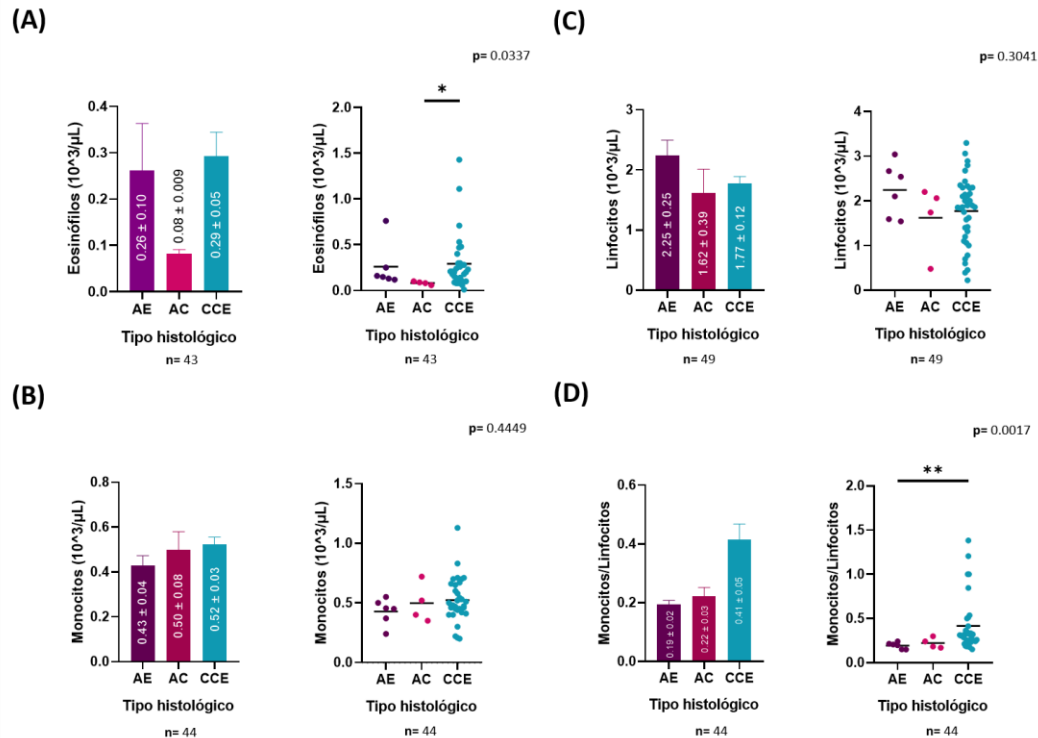 (A)
p= 0.0337
Eosinófilos (10^3/µL)
0.4
0.3
0.2
0.1
0.0
0.26 ± 0.10
0.08 ± 0.009
0.29 ± 0.05
AE AC CCE
Tipo histológico
n= 43
Eosinófilos (10^3/µL)
2.0
1.5
1.0
0.5
0.0
*
AE AC CCE
Tipo histológico
n= 43
(C)
p= 0.3041
Linfocitos (10^3/µL)
3
2
1
0
2.25 ± 0.25
1.62 ± 0.39
1.77 ± 0.12
AE AC CCE
Tipo histológico
n= 49
Linfocitos (10^3/µL)
4
3
2
1
0
AE AC CCE
Tipo histológico
n= 49
(B)
p= 0.4449
Monocitos (10^3/µL)
0.8
0.6
0.4
0.2
0.0
0.43 ± 0.04
0.50 ± 0.08
0.52 ± 0.03
AE AC CCE
Tipo histológico
n= 44
Monocitos (10^3/µL)
1.5
1.0
0.5
0.0
AE AC CCE
Tipo histológico
n= 44
(D)
p= 0.0017
Monocitos/Linfocitos
0.6
0.4
0.2
0.0
0.19 ± 0.02
0.22 ± 0.03
0.41 ± 0.05
AE AC CCE
Tipo histológico
n= 44
Monocitos/Linfocitos
2.0
1.5
1.0
0.5
0.0
**
AE AC CCE
Tipo histológico
n= 44